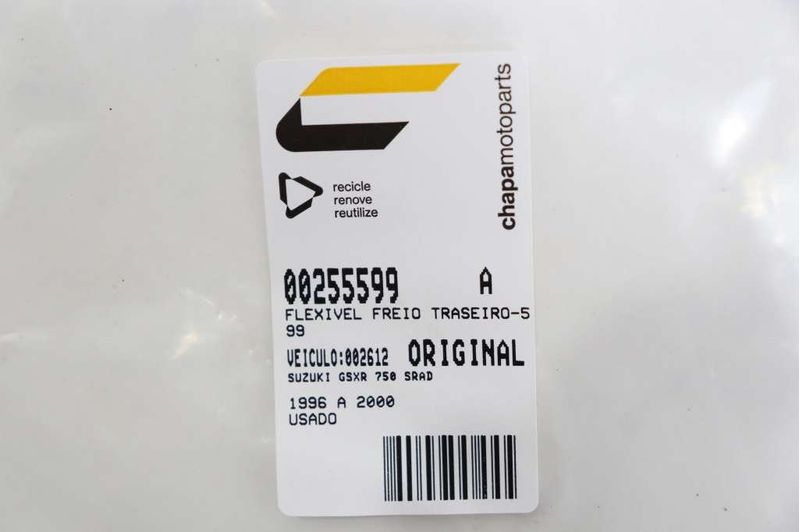 chapamotoparts
recicle
renove
reutilize
00255599 A
FLEXIVEL FREIO TRASEIRO-5
99
VEICULO:002612 ORIGINAL
SUZUKI GSXR 750 SRAD
1996 A 2000
USADO